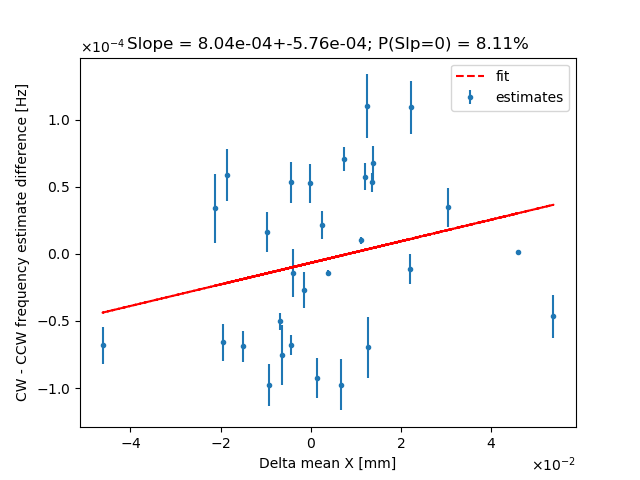 ×10⁻⁴ Slope = 8.04e-04+-5.76e-04; P(Slp=0) = 8.11%
fit
estimates
1.0
0.5
0.0
−0.5
−1.0
CW - CCW frequency estimate difference [Hz]
−4 −2 0 2 4
Delta mean X [mm]
×10⁻²